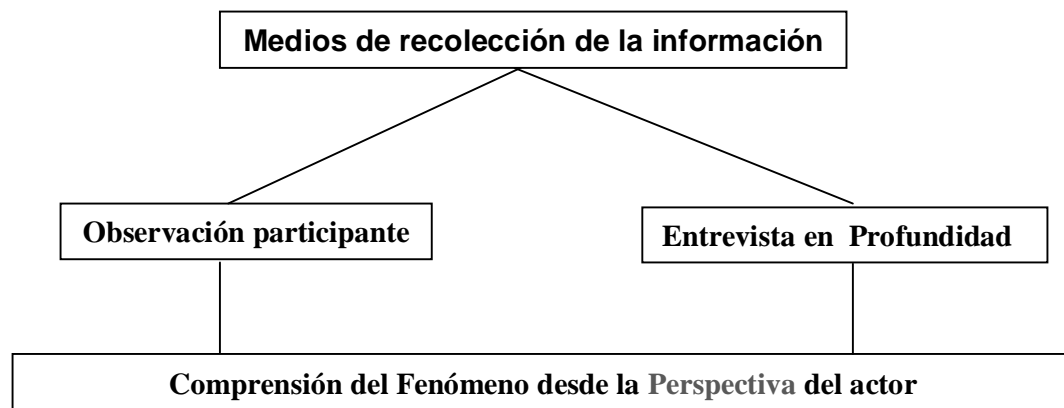 Medios de recolección de la información
Observación participante
Entrevista en Profundidad
Comprensión del Fenómeno desde la Perspectiva del actor